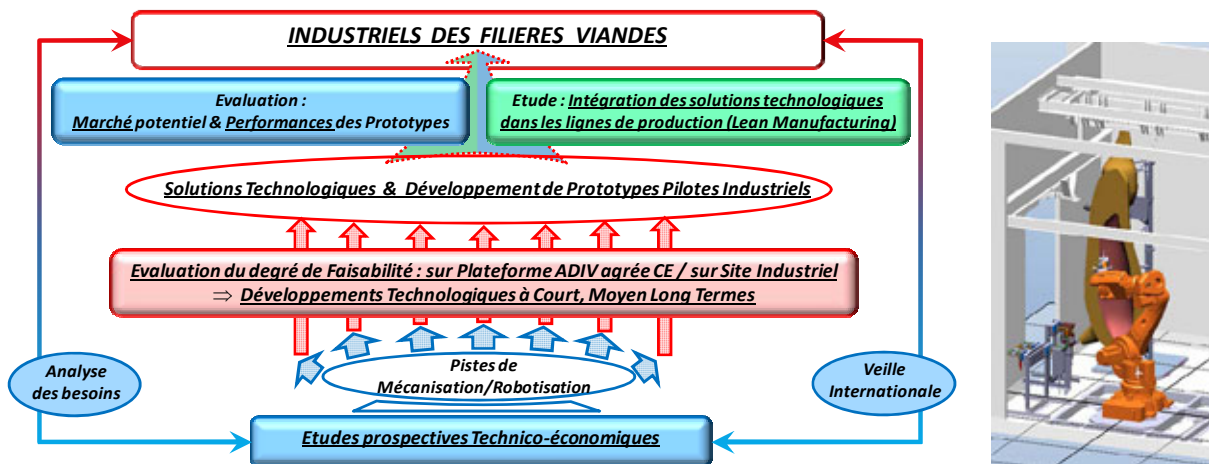 INDUSTRIELS DES FILIERES VIANDES
Evaluation :
Marché potentiel & Performances des Prototypes
Etude : Intégration des solutions technologiques
dans les lignes de production (Lean Manufacturing)
Solutions Technologiques & Développement de Prototypes Pilotes Industriels
Evaluation du degré de Faisabilité : sur Plateforme ADIV agrée CE / sur Site Industriel
⇒ Développements Technologiques à Court, Moyen Long Termes
Analyse
des besoins
Pistes de
Mécanisation/Robotisation
Veille
Internationale
Etudes prospectives Technico-économiques